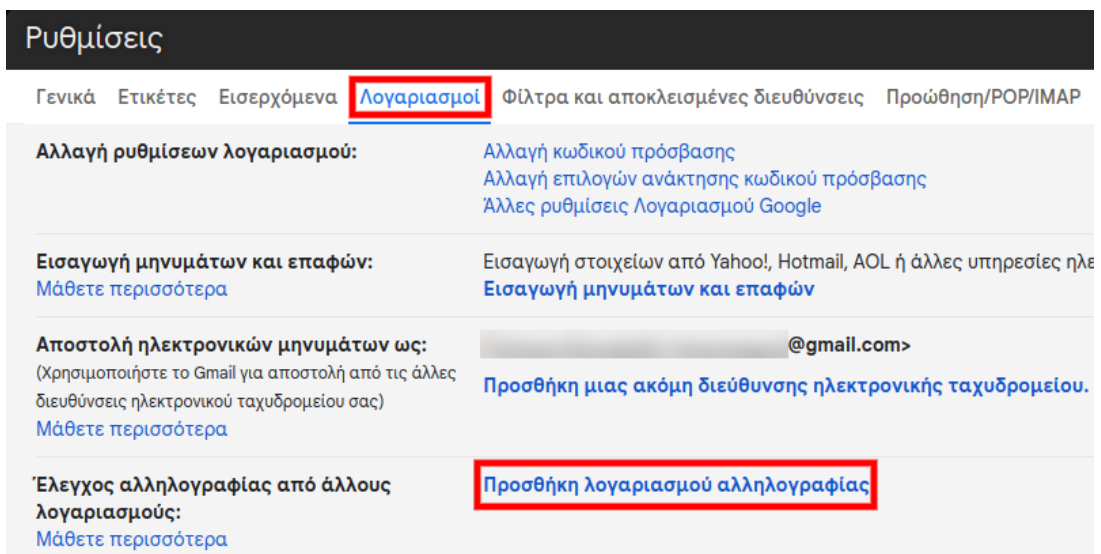 Ρυθμίσεις
Γενικά Ετικέτες Εισερχόμενα Λογαριασμοί Φίλτρα και αποκλεισμένες διευθύνσεις Προώθηση/POP/IMAP
Αλλαγή ρυθμίσεων λογαριασμού:
Αλλαγή κωδικού πρόσβασης
Αλλαγή επιλογών ανάκτησης κωδικού πρόσβασης
Άλλες ρυθμίσεις Λογαριασμού Google
Εισαγωγή μηνυμάτων και επαφών:
Μάθετε περισσότερα
Εισαγωγή στοιχείων από Yahoo!, Hotmail, AOL ή άλλες υπηρεσίες ηλε
Εισαγωγή μηνυμάτων και επαφών
Αποστολή ηλεκτρονικών μηνυμάτων ως:
(Χρησιμοποιήστε το Gmail για αποστολή από τις άλλες
διευθύνσεις ηλεκτρονικού ταχυδρομείου σας)
Μάθετε περισσότερα
@gmail.com>
Προσθήκη μιας ακόμη διεύθυνσης ηλεκτρονικής ταχυδρομείου.
Έλεγχος αλληλογραφίας από άλλους
λογαριασμούς:
Μάθετε περισσότερα
Προσθήκη λογαριασμού αλληλογραφίας